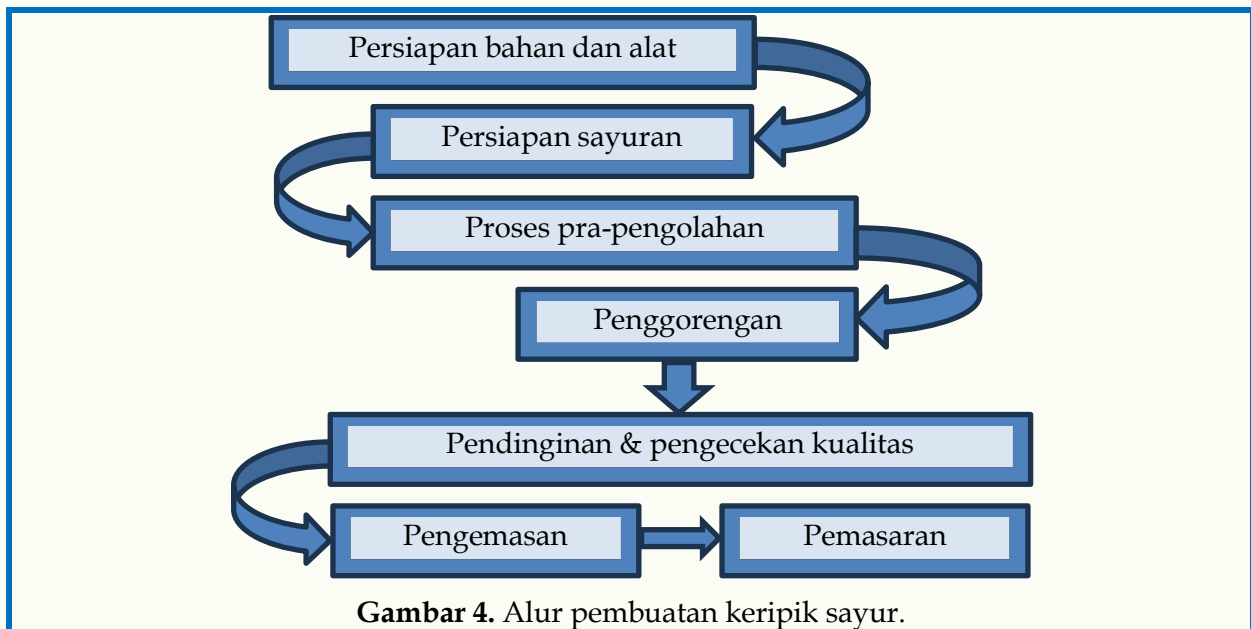 Persiapan bahan dan alat
Persiapan sayuran
Proses pra-pengolahan
Penggorengan
Pendinginan & pengecekan kualitas
Pengemasan
Pemasaran
Gambar 4. Alur pembuatan keripik sayur.